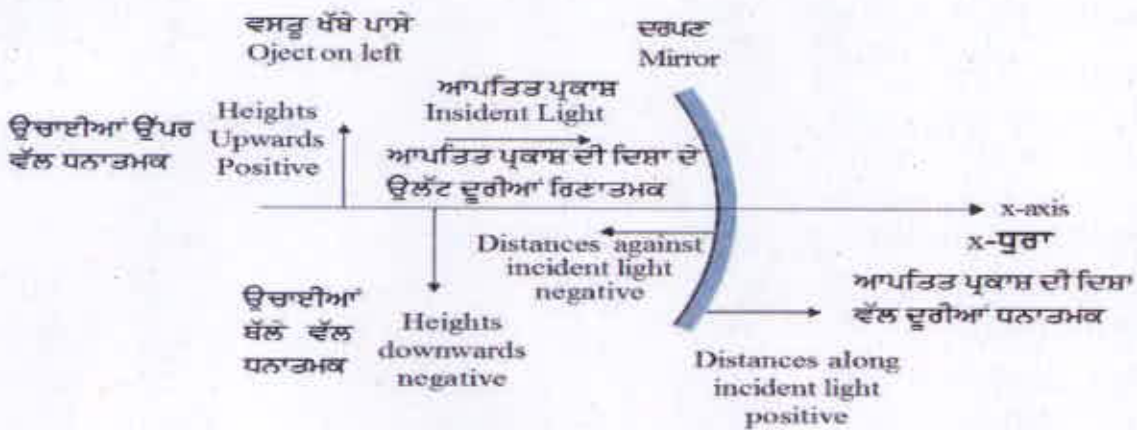 ਵਸਤੂ ਖੱਬੇ ਪਾਸੇ
Oject on left
ਦਰਪਣ
Mirror
ਆਪਤਿਤ ਪ੍ਰਕਾਸ਼
Insident Light
ਉਚਾਈਆਂ ਉੱਪਰ
ਵੱਲ ਧਨਾਤਮਕ
Heights
Upwards
Positive
ਆਪਤਿਤ ਪ੍ਰਕਾਸ਼ ਦੀ ਦਿਸ਼ਾ ਦੇ
ਉਲੱਟ ਦੂਰੀਆਂ ਰਿਣਾਤਮਕ
x-axis
x-ਧੁਰਾ
Distances against
incident light
negative
ਉਚਾਈਆਂ
ਥੱਲੇ ਵੱਲ
ਧਨਾਤਮਕ
Heights
downwards
negative
ਆਪਤਿਤ ਪ੍ਰਕਾਸ਼ ਦੀ ਦਿਸ਼ਾ
ਵੱਲ ਦੂਰੀਆਂ ਧਨਾਤਮਕ
Distances along
incident light
positive